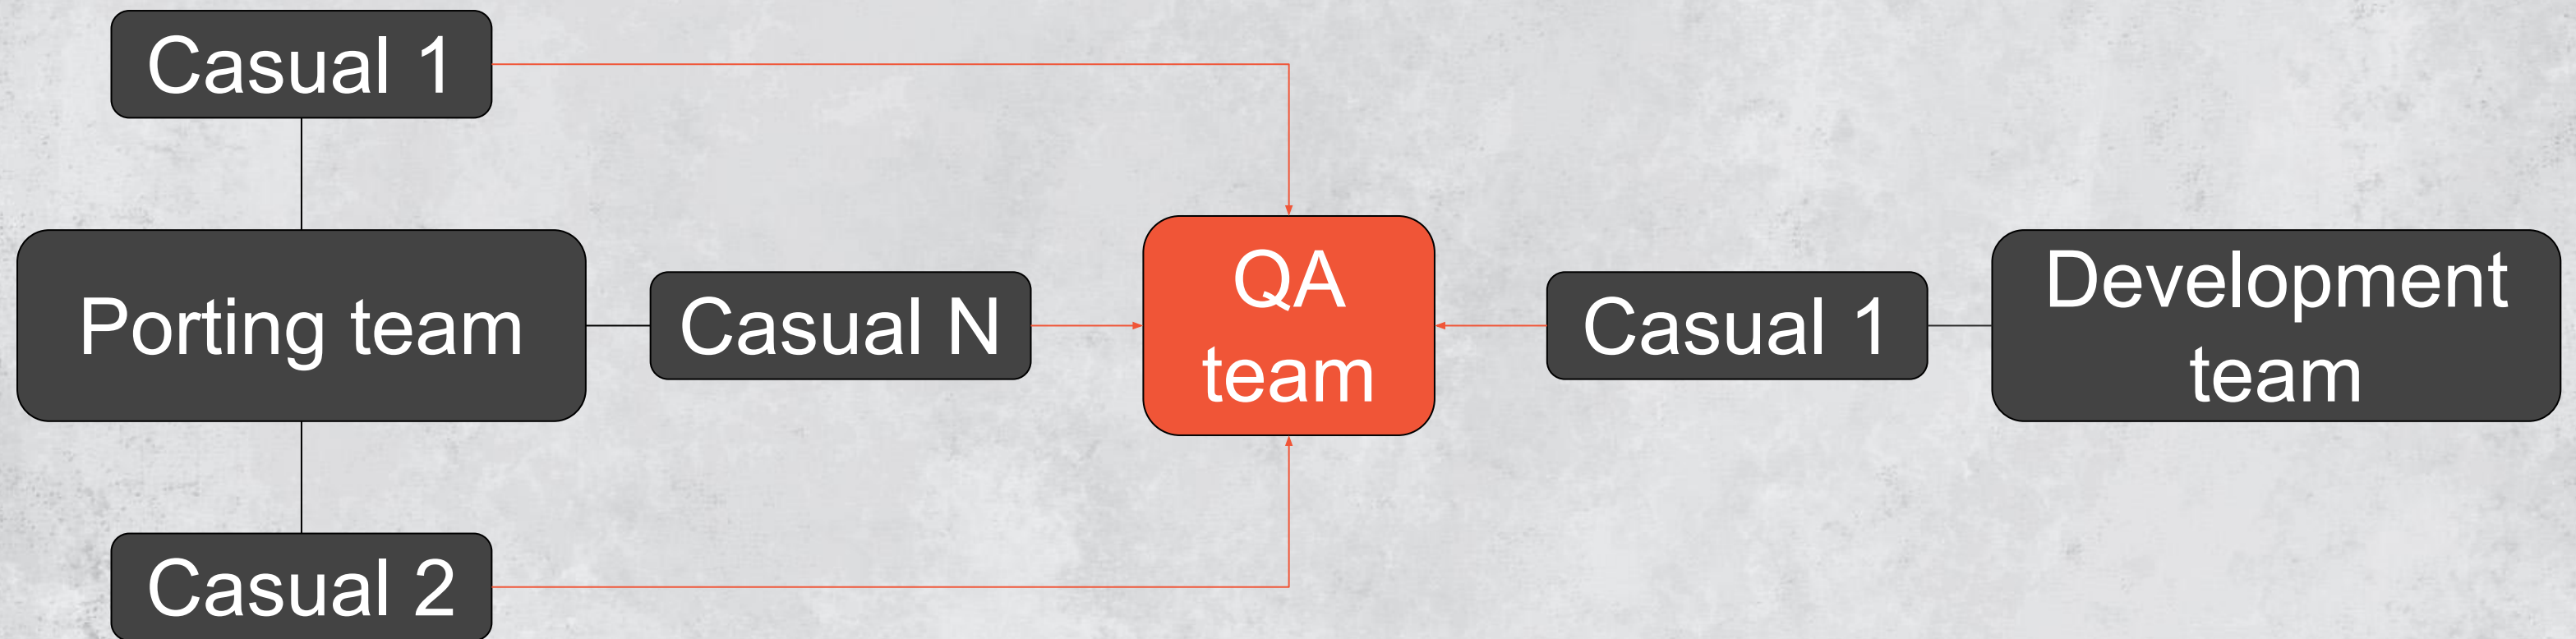 Casual 1
Porting team
Casual N
QA
team
Casual 1
Development
team
Casual 2